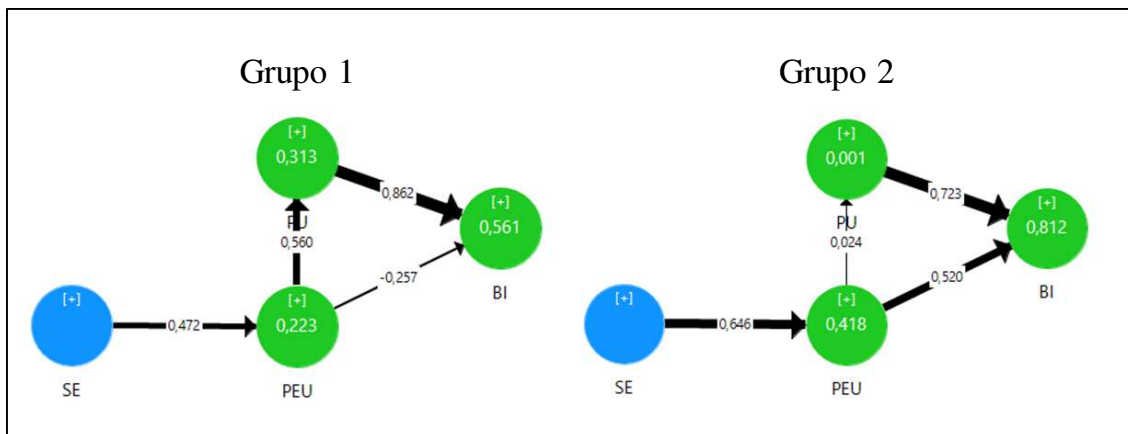 Grupo 1
[+]
0,313
PU
0,862
[+]
0,561
BI
0,560
-0,257
[+]
SE
0,472
[+]
0,223
PEU
Grupo 2
[+]
0,001
PU
0,723
[+]
0,812
BI
0,024
0,520
[+]
SE
0,646
[+]
0,418
PEU